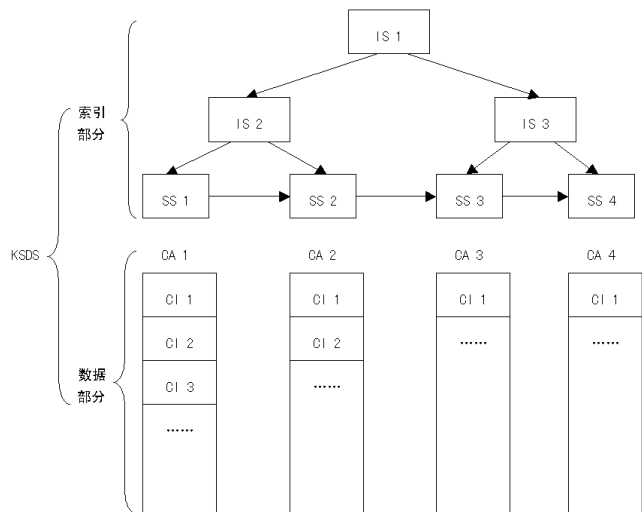 IS 1
索引
部分
IS 2
IS 3
SS 1
SS 2
SS 3
SS 4
KSDS
CA 1
CA 2
CA 3
CA 4
CI 1
CI 1
CI 1
CI 1
CI 2
CI 2
……
……
数据
部分
CI 3
……
……